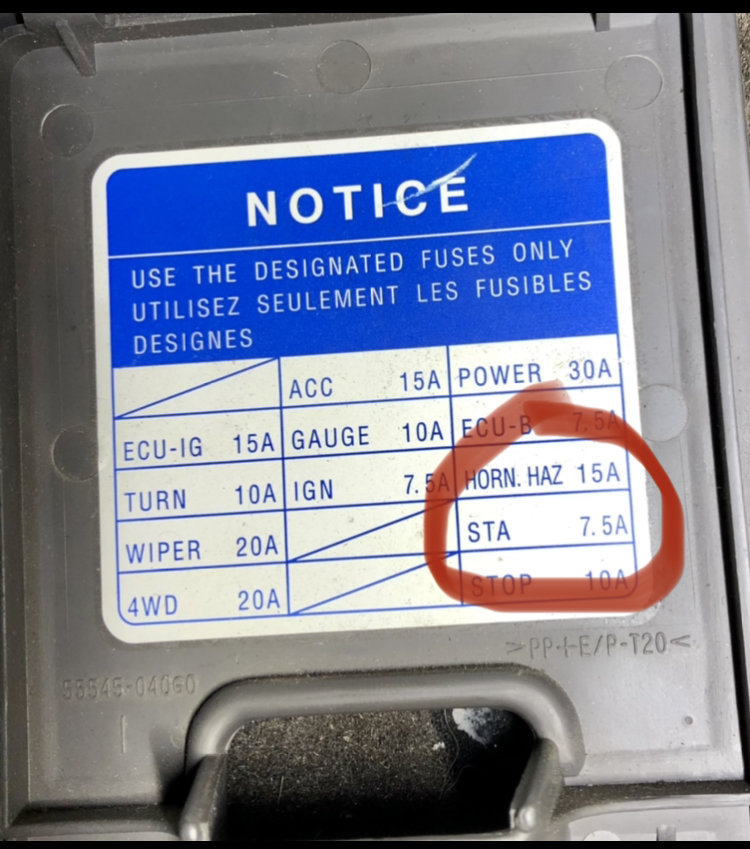 NOTICE
USE THE DESIGNATED FUSES ONLY
UTILISEZ SEULEMENT LES FUSIBLES
DESIGNES
ACC 15A POWER 30A
ECU-IG 15A GAUGE 10A ECU-B 7.5A
TURN 10A IGN 7.5A HORN. HAZ 15A
WIPER 20A STA 7.5A
4WD 20A STOP 10A
>PP+E/P-T20<
55545-04060